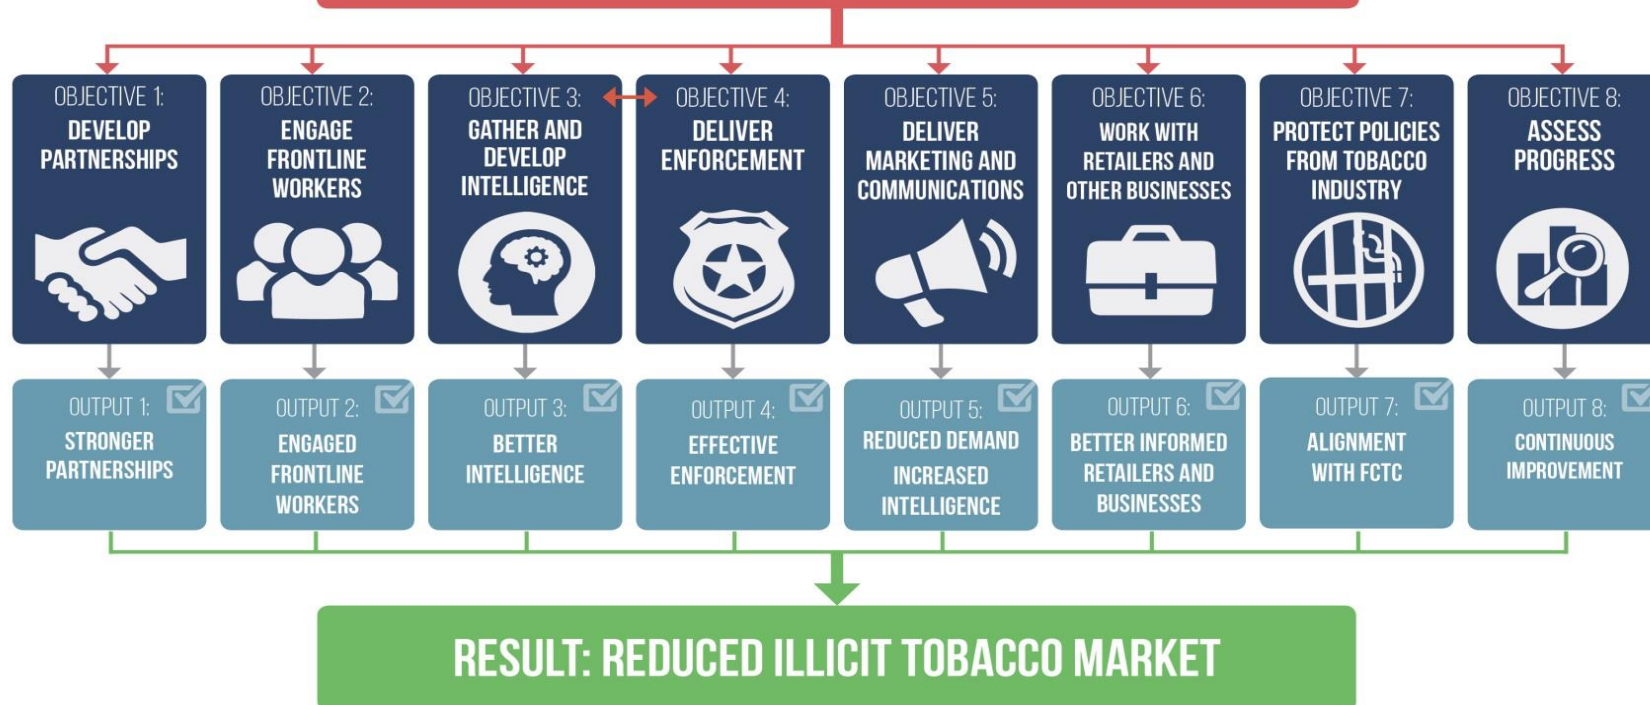 OBJECTIVE 1:
DEVELOP
PARTNERSHIPS
OBJECTIVE 2:
ENGAGE
FRONTLINE
WORKERS
OBJECTIVE 3:
GATHER AND
DEVELOP
INTELLIGENCE
OBJECTIVE 4:
DELIVER
ENFORCEMENT
OBJECTIVE 5:
DELIVER
MARKETING AND
COMMUNICATIONS
OBJECTIVE 6:
WORK WITH
RETAILERS AND
OTHER BUSINESSES
OBJECTIVE 7:
PROTECT POLICIES
FROM TOBACCO
INDUSTRY
OBJECTIVE 8:
ASSESS
PROGRESS
OUTPUT 1:
STRONGER
PARTNERSHIPS
OUTPUT 2:
ENGAGED
FRONTLINE
WORKERS
OUTPUT 3:
BETTER
INTELLIGENCE
OUTPUT 4:
EFFECTIVE
ENFORCEMENT
OUTPUT 5:
REDUCED DEMAND
INCREASED
INTELLIGENCE
OUTPUT 6:
BETTER INFORMED
RETAILERS AND
BUSINESSES
OUTPUT 7:
ALIGNMENT
WITH FCTC
OUTPUT 8:
CONTINUOUS
IMPROVEMENT
RESULT: REDUCED ILLICIT TOBACCO MARKET